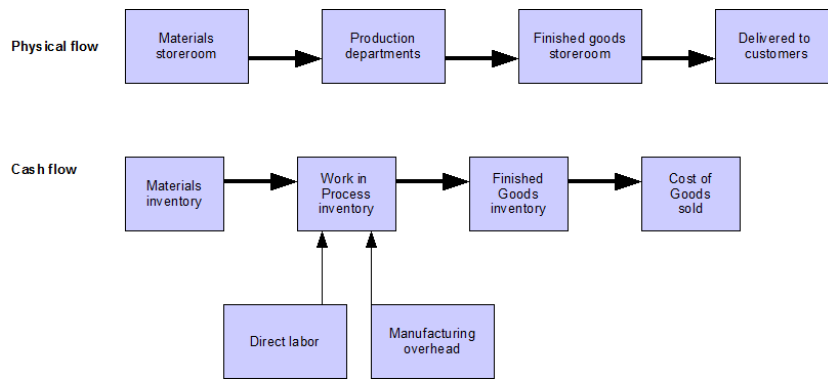 Physical flow
Materials
storeroom
Production
departments
Finished goods
storeroom
Delivered to
customers
Cash flow
Materials
inventory
Work in
Process
inventory
Finished
Goods
inventory
Cost of
Goods
sold
Direct labor
Manufacturing
overhead